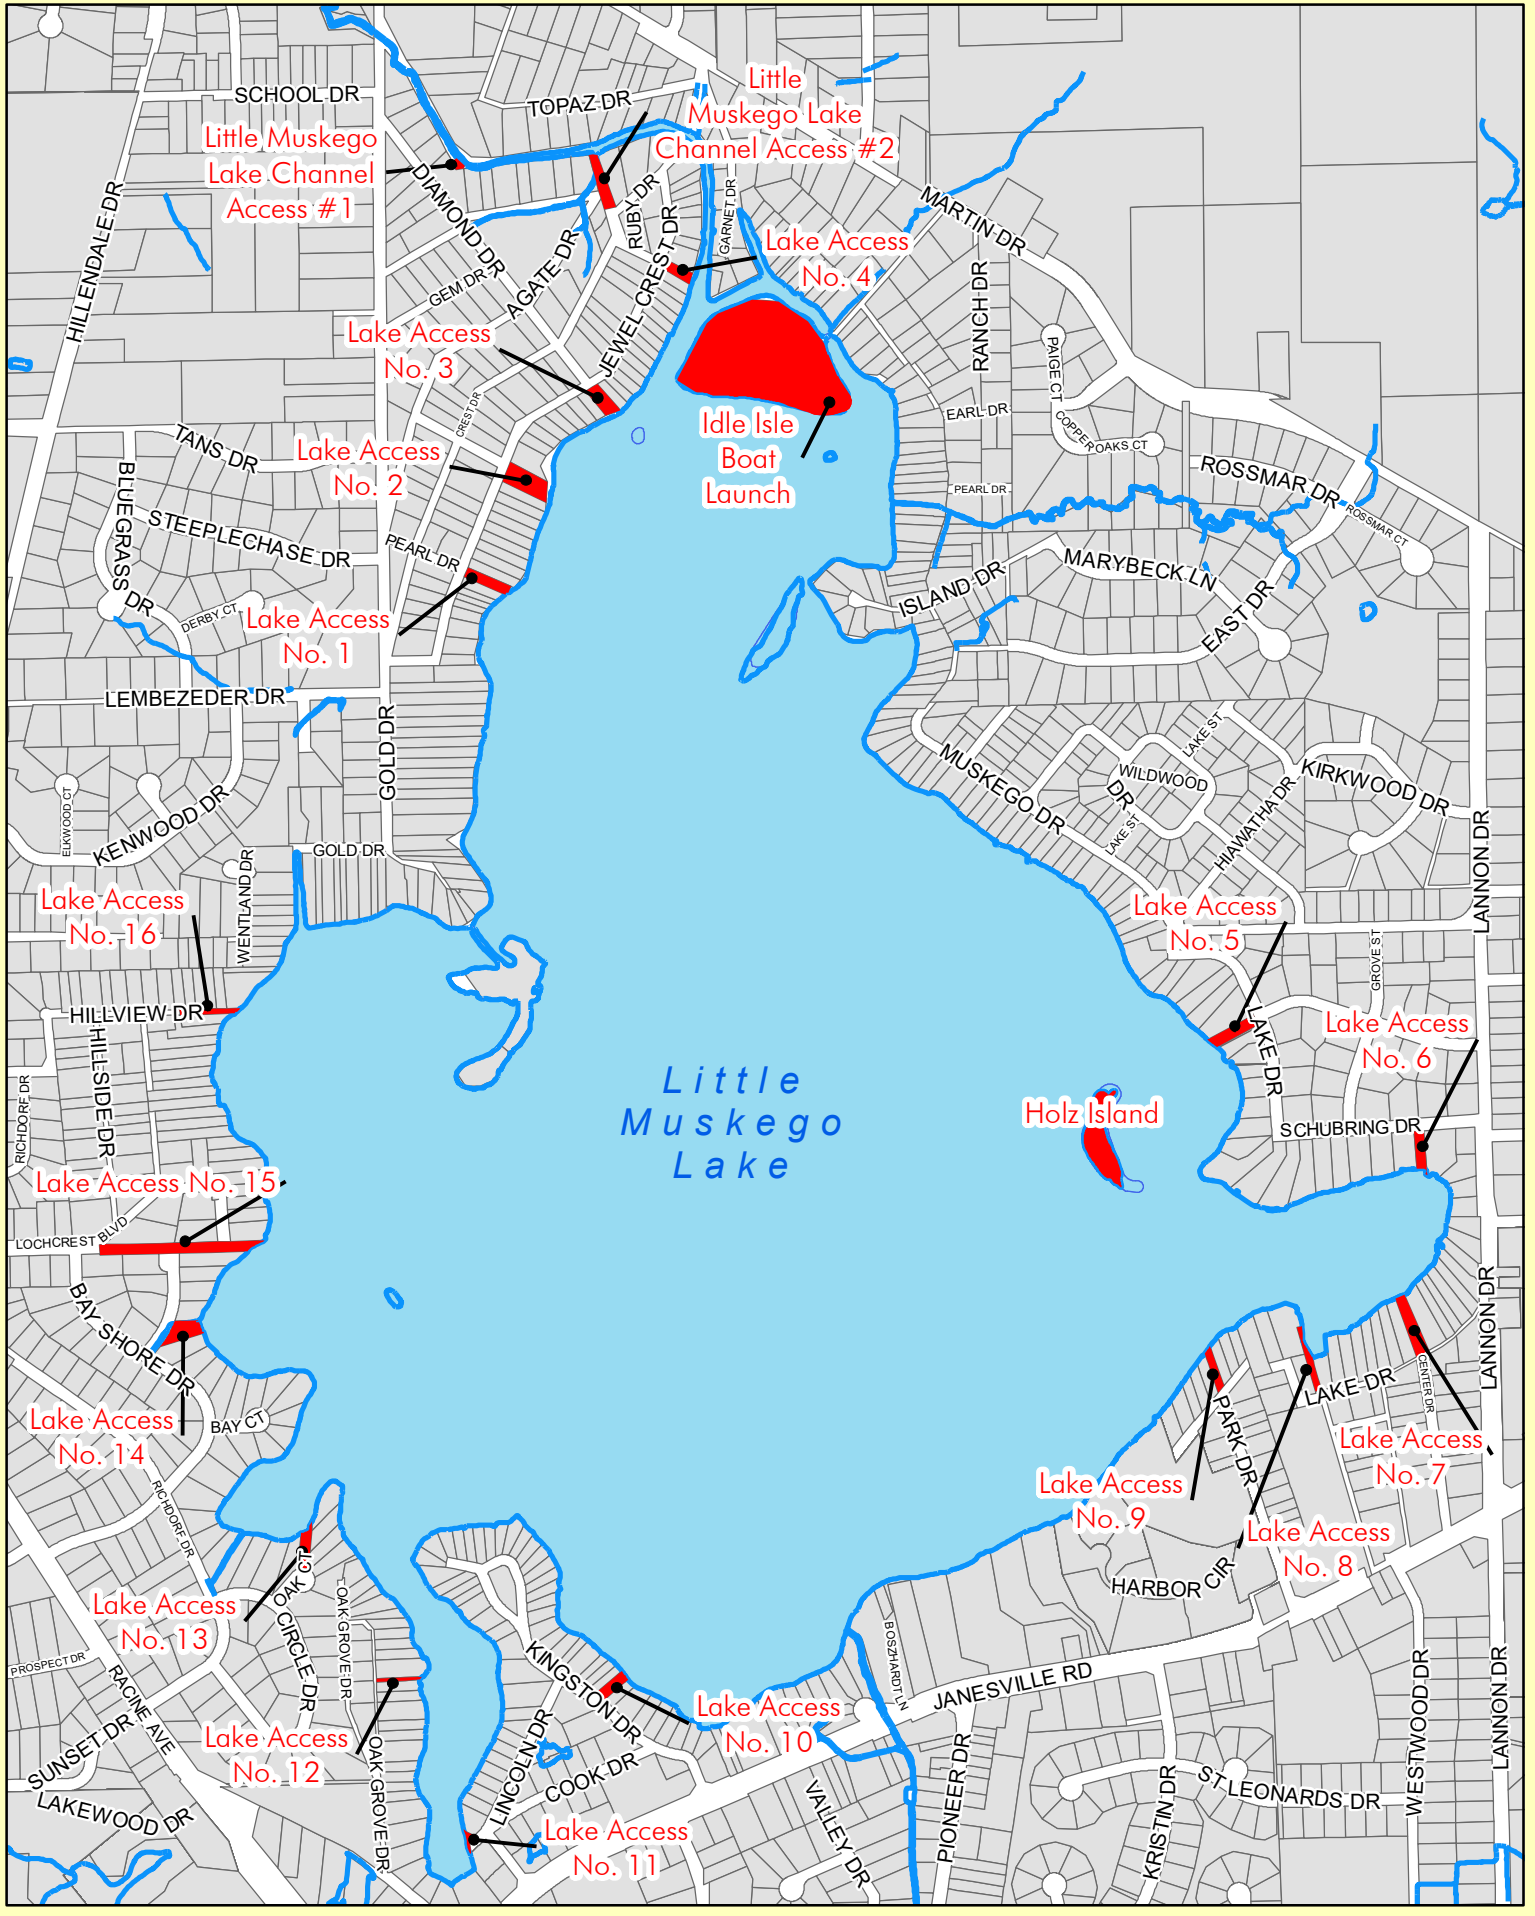 SCHOOL DR
TOPAZ DR
Little
Muskego Lake
Channel Access #2
Little Muskego
Lake Channel
Access #1
HILLENDALE DR
DIAMOND DR
RUBY DR
GARNET DR
MARTIN DR
JEWEL CREST DR
AGATE DR
GEM DR
Lake Access
No. 4
RANCH DR
PAIGE CT
Lake Access
No. 3
CREST DR
EARL DR
COPPER OAKS CT
Idle Isle
Boat
Launch
TANS DR
Lake Access
No. 2
BLUEGRASS DR
STEEPLECHASE DR
PEARL DR
PEARL DR
ROSSMAR DR
ROSSMAR CT
MARYBECK LN
ISLAND DR
EAST DR
DERBY CT
Lake Access
No. 1
LEMBEZEDER DR
GOLD DR
MUSKEGO DR
LAKE ST
WILDWOOD
DR
LAKE ST
HIAWATHA DR
KIRKWOOD DR
LANNON DR
ELKWOOD CT
KENWOOD DR
GOLD DR
WENTLAND DR
Lake Access
No. 16
Lake Access
No. 5
GROVE ST
HILLVIEW DR
HILLSIDE DR
RICHDORF DR
LAKE DR
Lake Access
No. 6
Little
Muskego
Lake
Holz Island
SCHUBRING DR
Lake Access No. 15
LOCHCREST BLVD
BAY SHORE DR
LANNON DR
Lake Access
No. 14
BAY CT
RICHDORF DR
PARK DR
LAKE DR
CENTER DR
Lake Access
No. 7
Lake Access
No. 9
Lake Access
No. 8
HARBOR CIR
OAK CT
Lake Access
No. 13
CIRCLE DR
OAK GROVE DR
PROSPECT DR
RACINE AVE
SUNSET DR
LAKEWOOD DR
Lake Access
No. 12
OAK GROVE DR
KINGSTON DR
LINCOLN DR
COOK DR
Lake Access
No. 10
Lake Access
No. 11
BOSZHARDT LN
JANESVILLE RD
VALLEY DR
PIONEER DR
KRISTIN DR
ST LEONARDS DR
WESTWOOD DR
LANNON DR